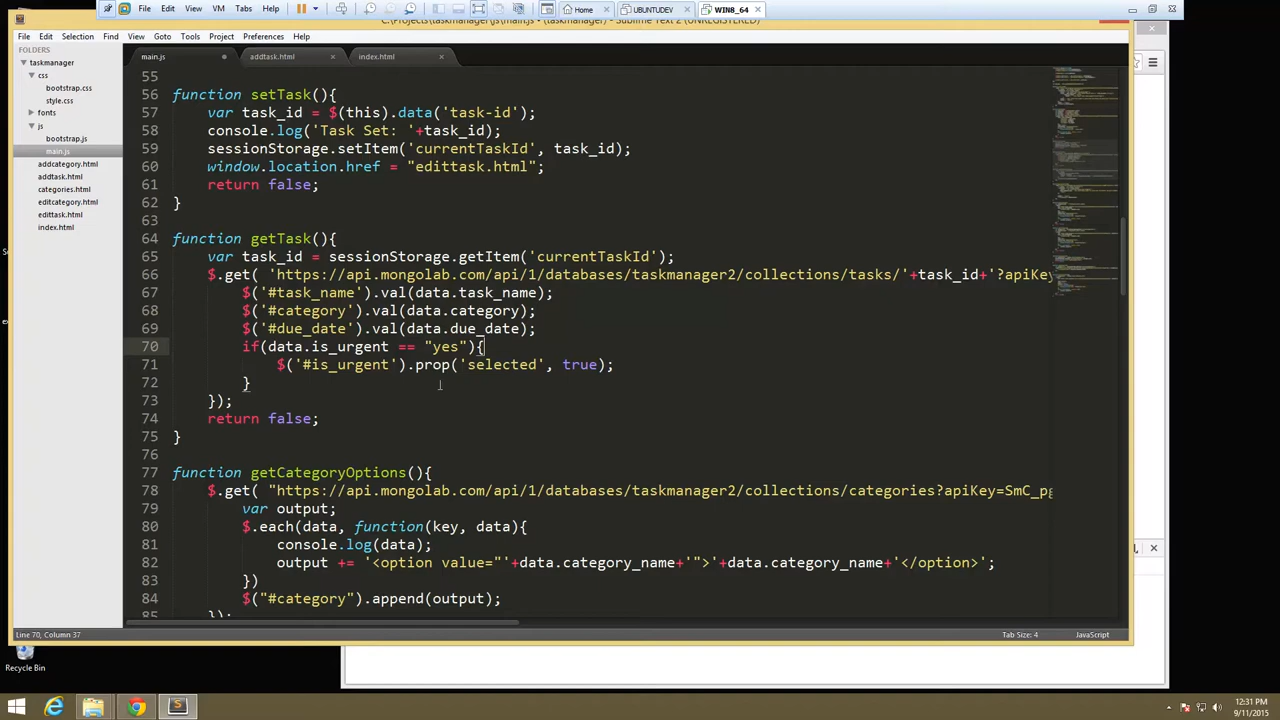 C:\Projects\taskmanager\js\main.js (taskmanager) - Sublime Text 2 (UNREGISTERED)
File Edit View VM Tabs Help
Home
UBUNTUDEV
WIN8_64
File Edit Selection Find View Goto Tools Project Preferences Help
FOLDERS
taskmanager
css
bootstrap.css
style.css
fonts
js
bootstrap.js
main.js
addcategory.html
addtask.html
categories.html
editcategory.html
edittask.html
index.html
main.js
addtask.html
index.html
55
56 function setTask(){
57 var task_id = $(this).data('task-id');
58 console.log('Task Set: '+task_id);
59 sessionStorage.setItem('currentTaskId', task_id);
60 window.location.href = "edittask.html";
61 return false;
62 }
63
64 function getTask(){
65 var task_id = sessionStorage.getItem('currentTaskId');
66 $.get( 'https://api.mongolab.com/api/1/databases/taskmanager2/colletions/tasks/'+task_id+'?apiKey
67 $('#task_name').val(data.task_name);
68 $('#category').val(data.category);
69 $('#due_date').val(data.due_date);
70 if(data.is_urgent == "yes"){
71 $('#is_urgent').prop('selected', true);
72 }
73 });
74 return false;
75 }
76
77 function getCategoryOptions(){
78 $.get( "https://api.mongolab.com/api/1/databases/taskmanager2/collections/categories?apiKey=SmC_pg
79 var output;
80 $.each(data, function(key, data){
81 console.log(data);
82 output += '<option value="'+data.category_name+'">'+data.category_name+'</option>';
83 })
84 $("#category").append(output);
85 });
Line 70, Column 37
Tab Size: 4
JavaScript
Recycle Bin
12:31 PM
9/11/2015